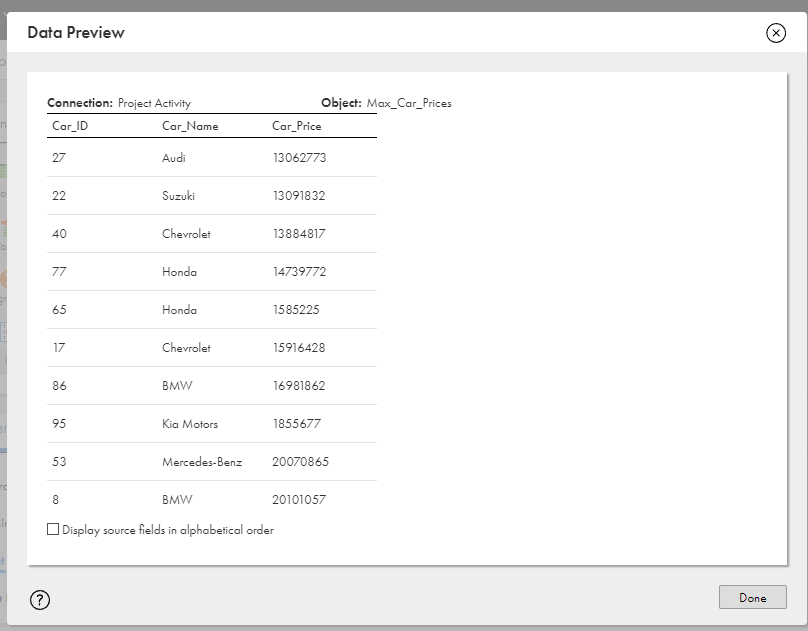 Data Preview
Connection: Project Activity Object: Max_Car_Prices
Car_ID Car_Name Car_Price
27 Audi 13062773
22 Suzuki 13091832
40 Chevrolet 13884817
77 Honda 14739772
65 Honda 1585225
17 Chevrolet 15916428
86 BMW 16981862
95 Kia Motors 1855677
53 Mercedes-Benz 20070865
8 BMW 20101057
Display source fields in alphabetical order
?
Done